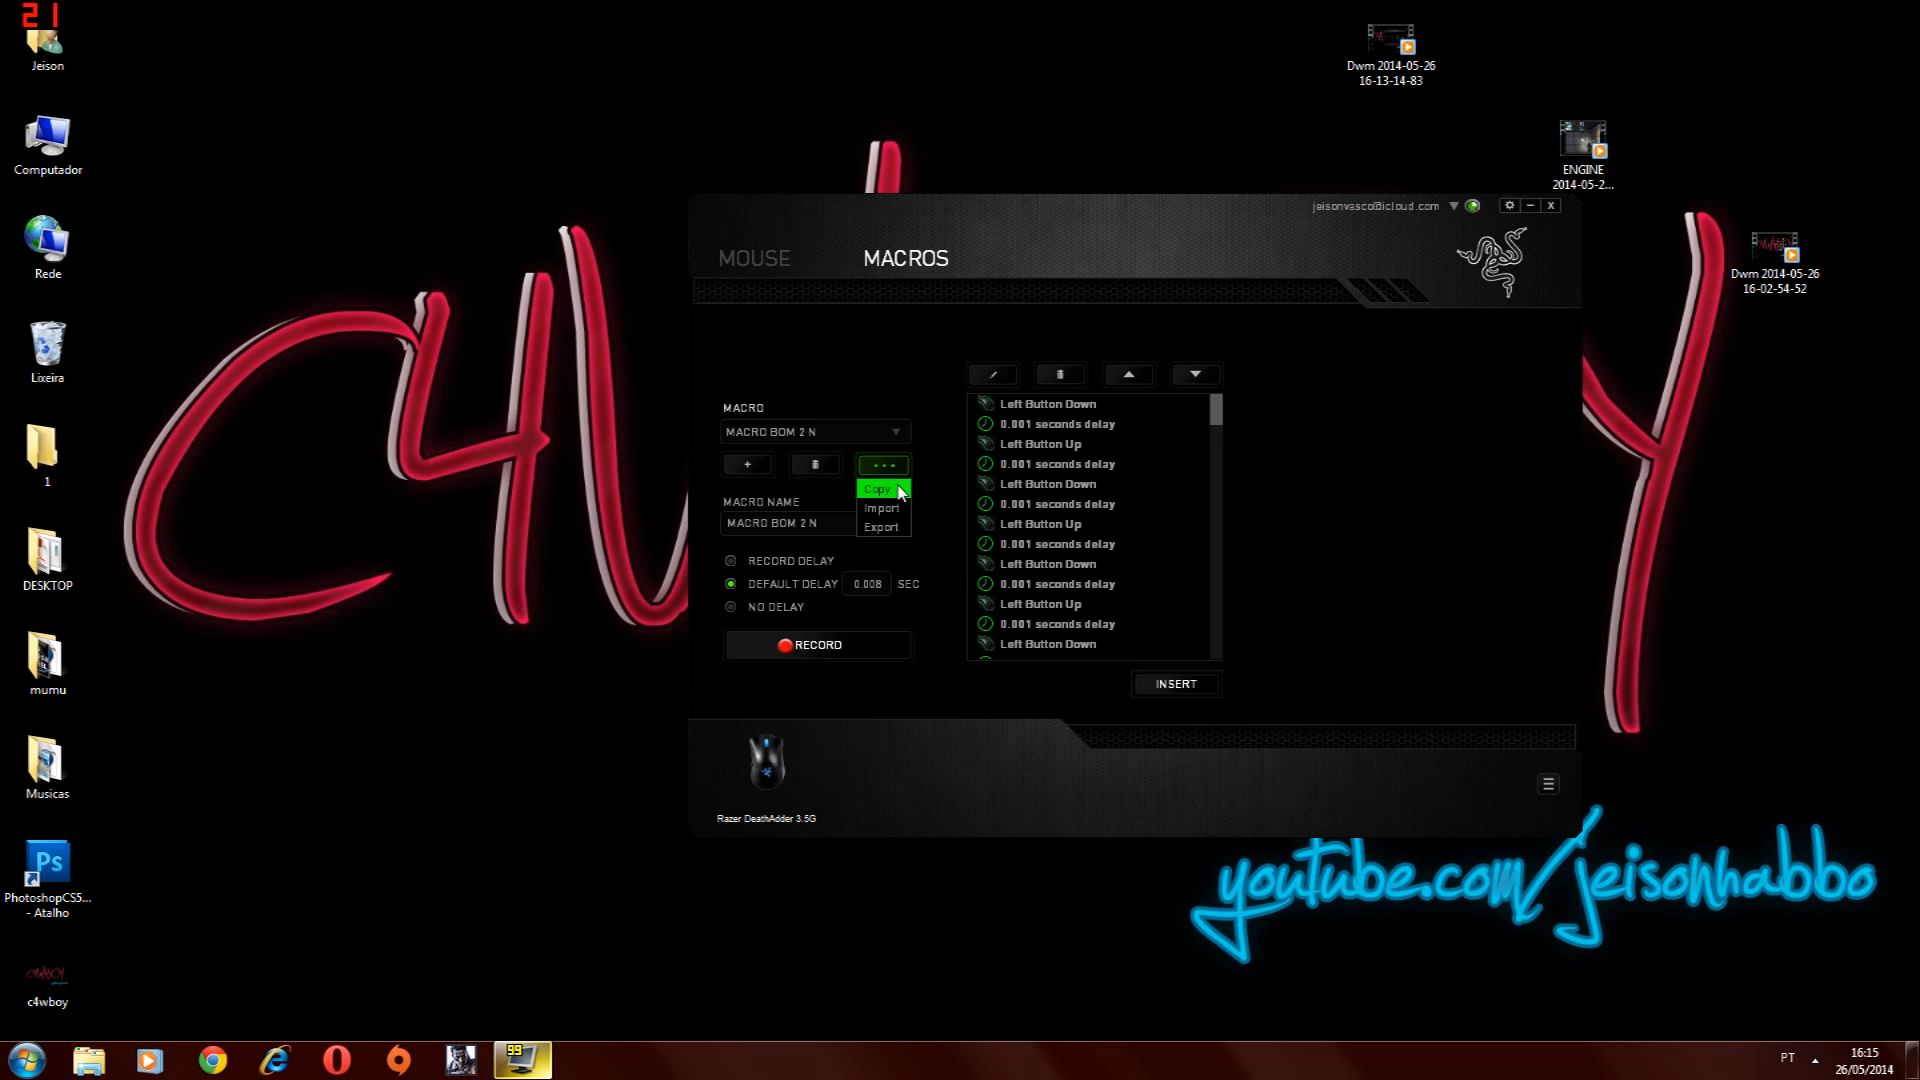 21
Jeison
Computador
Rede
Lixeira
1
DESKTOP
mumu
Musicas
Ps
PhotoshopCS5...
- Atalho
c4wboy
Dwm 2014-05-26
16-13-14-83
ENGINE
2014-05-2...
Dwm 2014-05-26
16-02-54-52
jeisonvasco@icloud.com
MOUSE
MACROS
MACRO
MACRO BOM 2 N
MACRO NAME
MACRO BOM 2 N
Copy
Import
Export
RECORD DELAY
DEFAULT DELAY 0.008 SEC
NO DELAY
RECORD
Left Button Down
0.001 seconds delay
Left Button Up
0.001 seconds delay
Left Button Down
0.001 seconds delay
Left Button Up
0.001 seconds delay
Left Button Down
0.001 seconds delay
Left Button Up
0.001 seconds delay
Left Button Down
INSERT
Razer DeathAdder 3.5G
youtube.com/jeisonhabbo
99
PT
16:15
26/05/2014